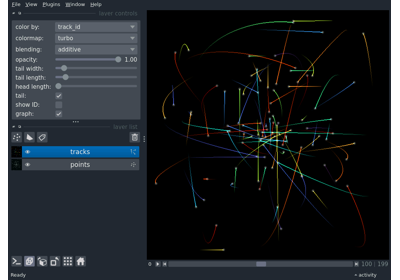 File View Plugins Window Help
layer controls
color by: track_id
colormap: turbo
blending: additive
opacity: 1.00
tail width:
tail length:
head length:
tail:
show ID:
graph:
layer list
tracks
points
100 | 199
Ready
activity